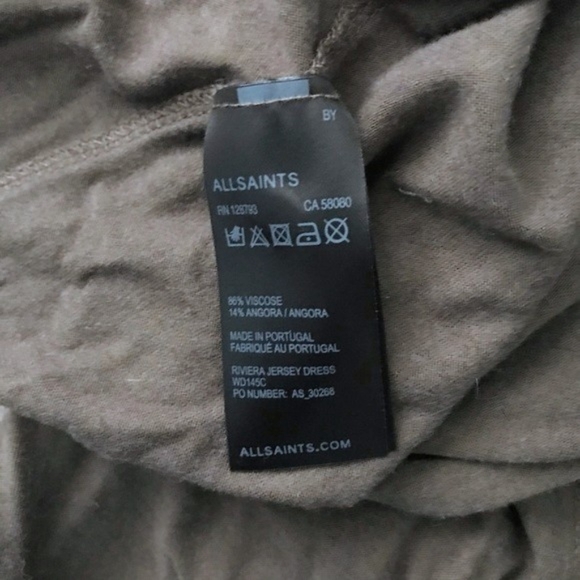 BY
ALLSAINTS
RN 128793 CA 58080
86% VISCOSE
14% ANGORA / ANGORA
MADE IN PORTUGAL
FABRIQUÉ AU PORTUGAL
RIVIERA JERSEY DRESS
WD145C
PO NUMBER: AS_30268
ALLSAINTS.COM